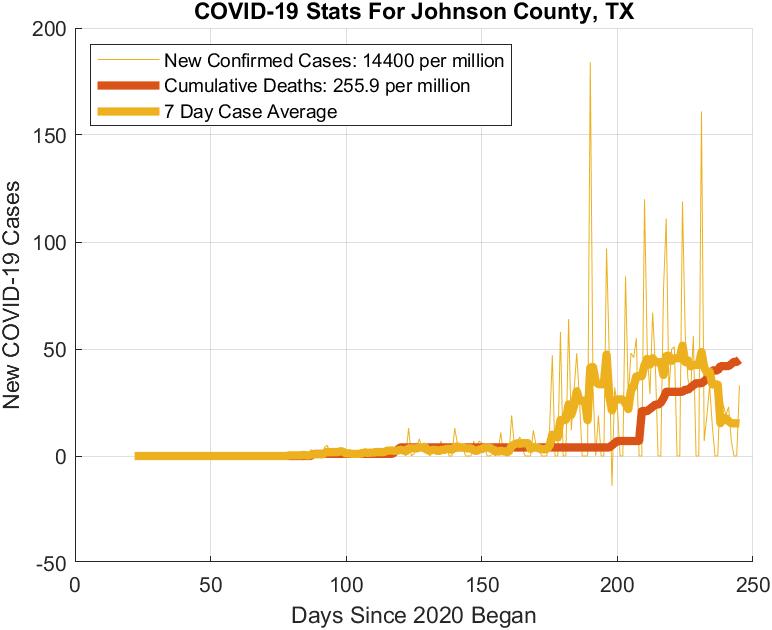 COVID-19 Stats For Johnson County, TX
New Confirmed Cases: 14400 per million
Cumulative Deaths: 255.9 per million
7 Day Case Average
New COVID-19 Cases
200
150
100
50
0
-50
0 50 100 150 200 250
Days Since 2020 Began